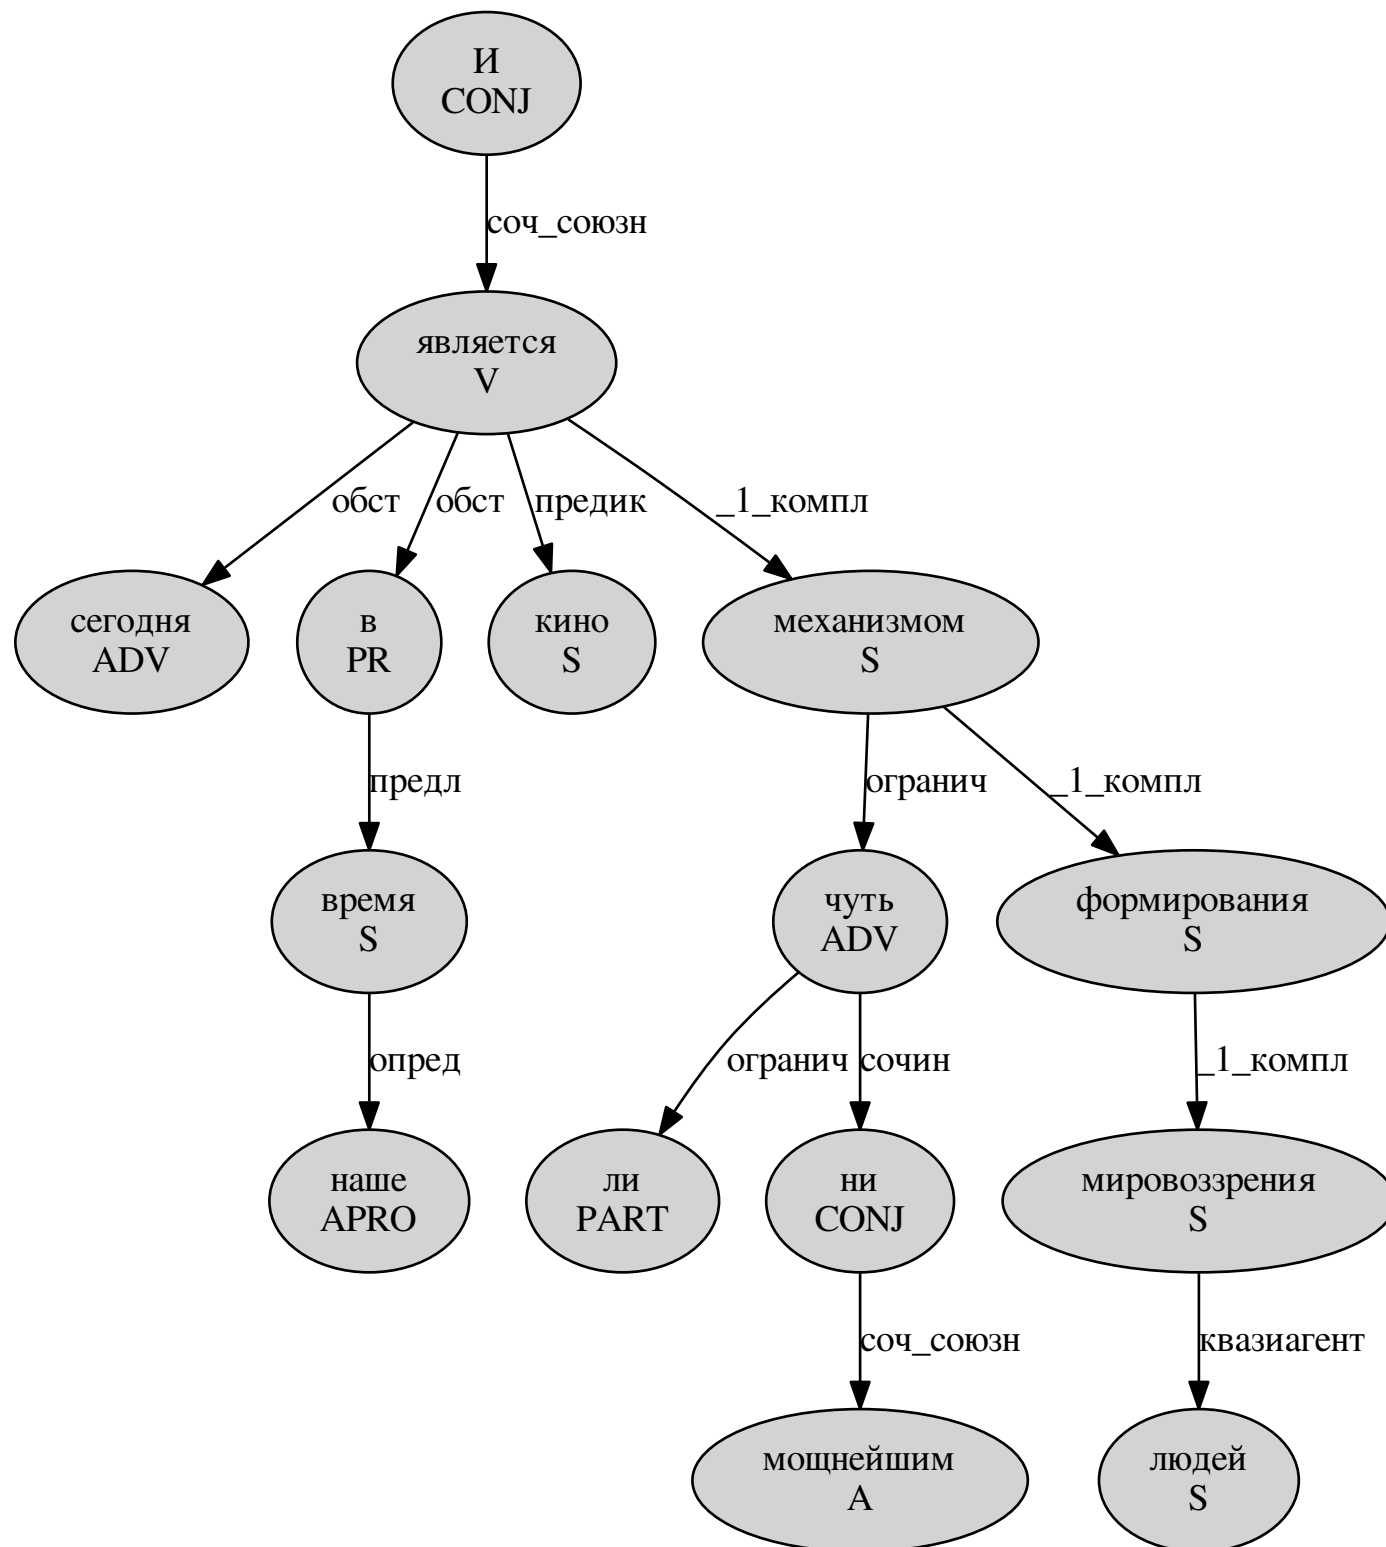 И
CONJ
соч_союзн
является
V
обст
обст
предик
_1_компл
сегодня
ADV
в
PR
кино
S
механизмом
S
предл
огранич
_1_компл
время
S
чуть
ADV
формирования
S
опред
огранич
сочин
_1_компл
наше
APRO
ли
PART
ни
CONJ
мировоззрения
S
соч_союзн
квазиагент
мощнейшим
A
людей
S